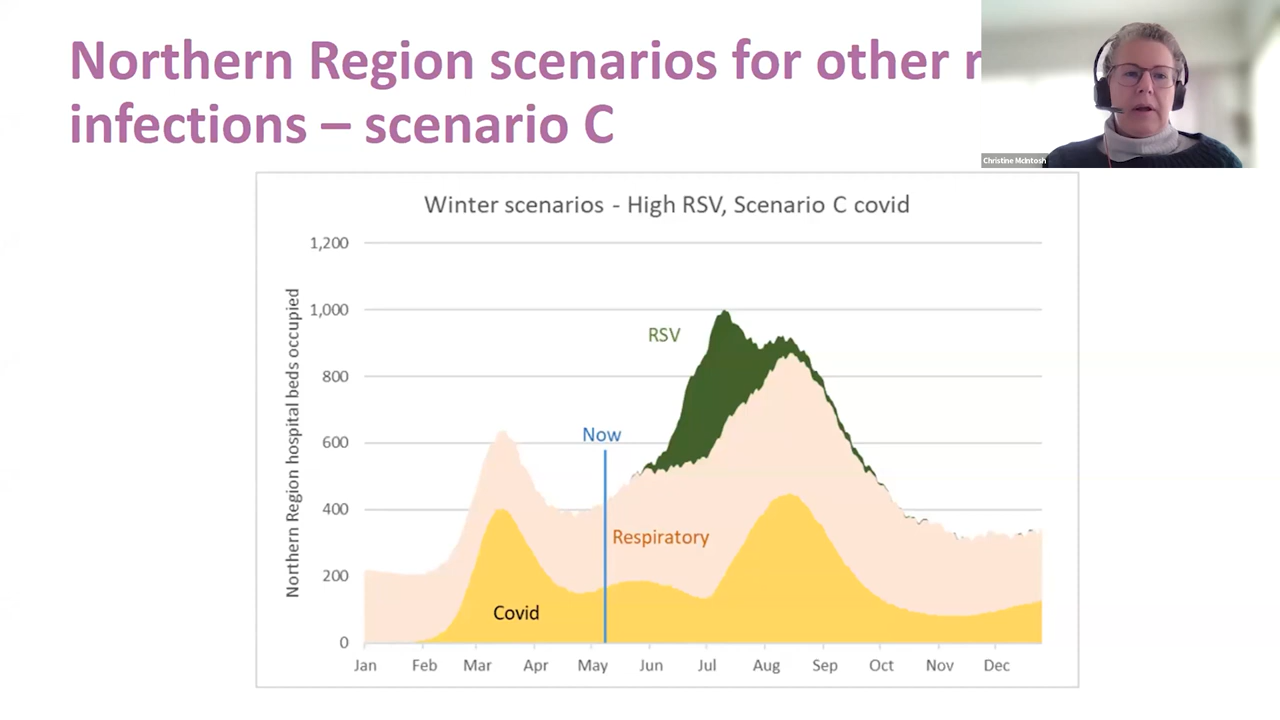 Northern Region scenarios for other r
infections – scenario C
Christine McIntosh
Winter scenarios - High RSV, Scenario C covid
Northern Region hospital beds occupied
1,200
1,000
800
600
400
200
0
RSV
Now
Respiratory
Covid
Jan Feb Mar Apr May Jun Jul Aug Sep Oct Nov Dec